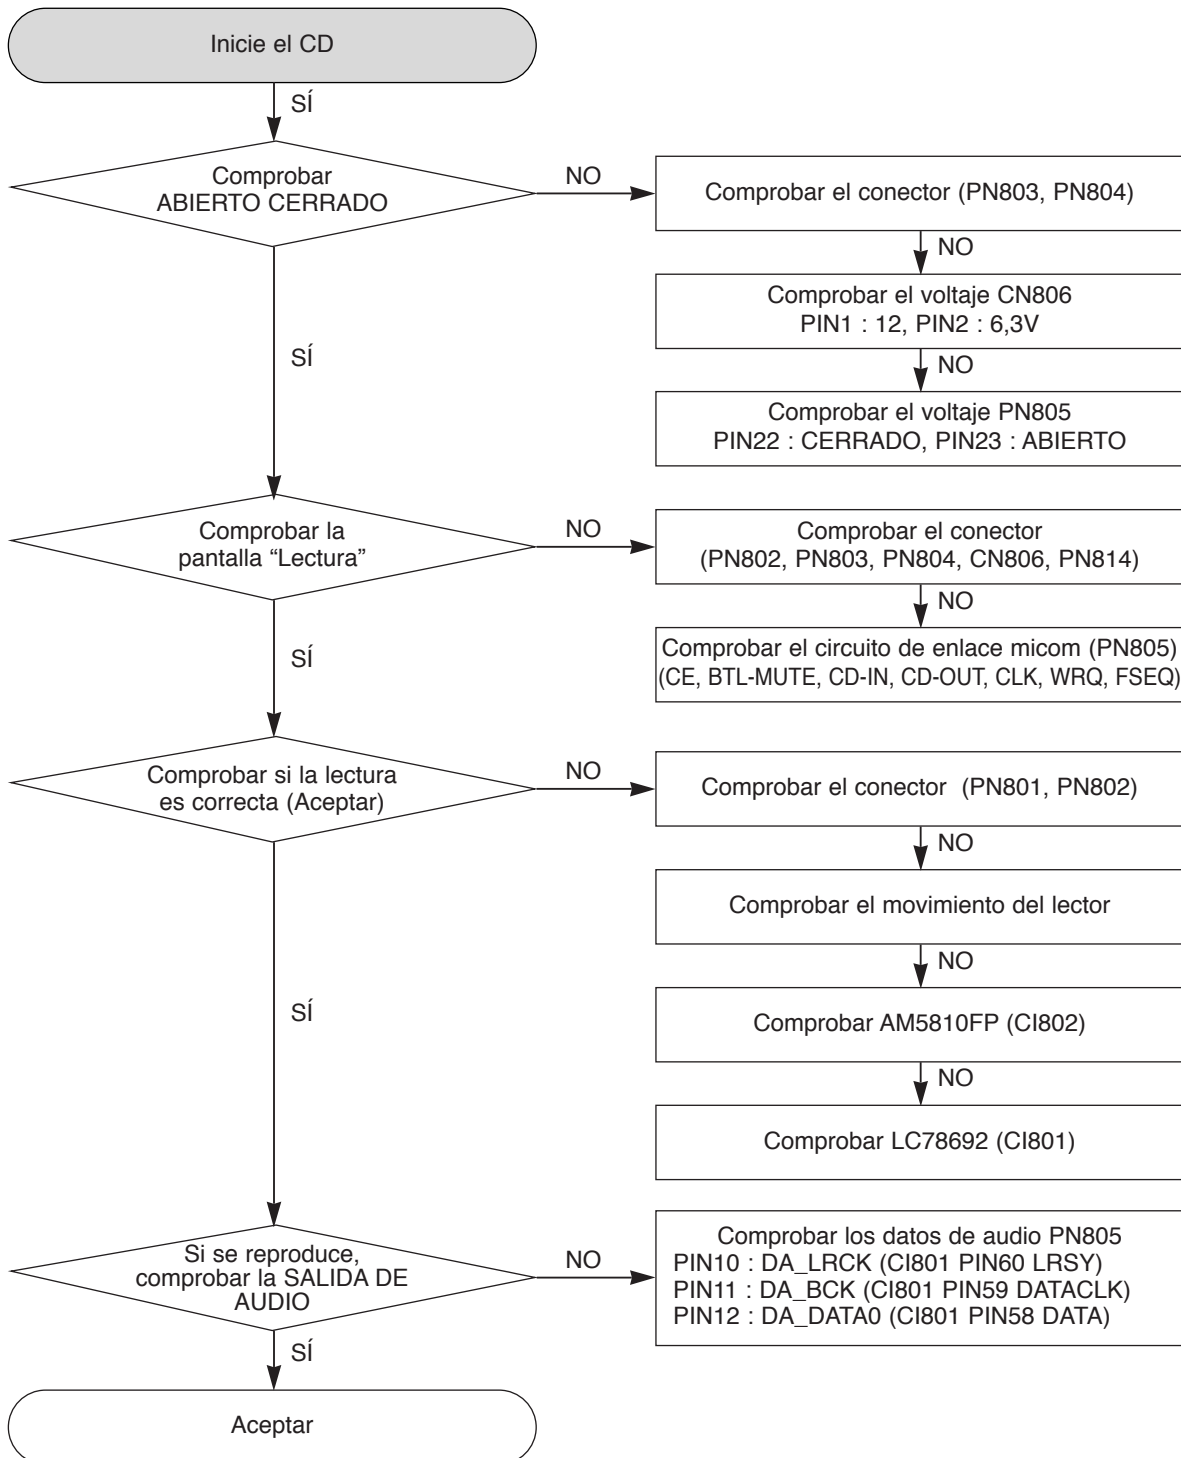 Inicie el CD
SÍ
Comprobar
ABIERTO CERRADO
NO
Comprobar el conector (PN803, PN804)
NO
Comprobar el voltaje CN806
PIN1 : 12, PIN2 : 6,3V
NO
Comprobar el voltaje PN805
PIN22 : CERRADO, PIN23 : ABIERTO
SÍ
Comprobar la
pantalla “Lectura”
NO
Comprobar el conector
(PN802, PN803, PN804, CN806, PN814)
NO
Comprobar el circuito de enlace micom (PN805)
(CE, BTL-MUTE, CD-IN, CD-OUT, CLK, WRQ, FSEQ)
SÍ
Comprobar si la lectura
es correcta (Aceptar)
NO
Comprobar el conector (PN801, PN802)
NO
Comprobar el movimiento del lector
NO
Comprobar AM5810FP (CI802)
NO
Comprobar LC78692 (CI801)
SÍ
Si se reproduce,
comprobar la SALIDA DE
AUDIO
NO
Comprobar los datos de audio PN805
PIN10 : DA_LRCK (CI801 PIN60 LRSY)
PIN11 : DA_BCK (CI801 PIN59 DATACLK)
PIN12 : DA_DATA0 (CI801 PIN58 DATA)
SÍ
Aceptar